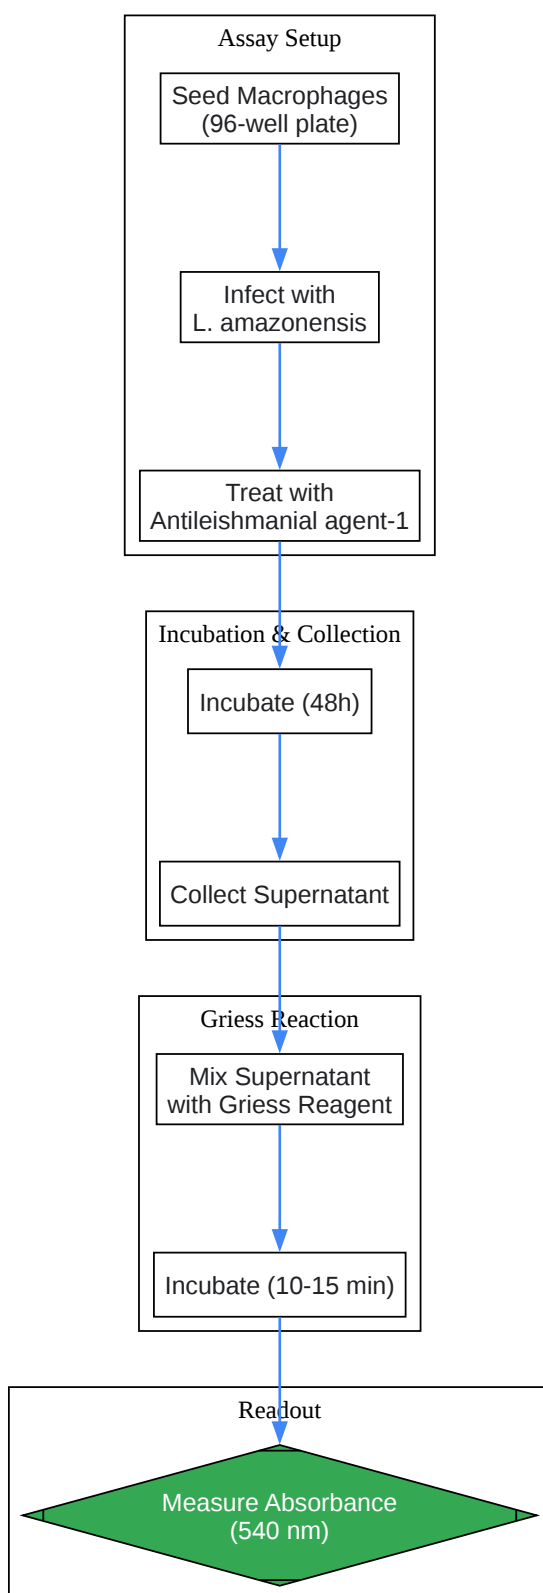 Assay Setup
Seed Macrophages
(96-well plate)
Infect with
L. amazonensis
Treat with
Antileishmanial agent-1
Incubation & Collection
Incubate (48h)
Collect Supernatant
Griess Reaction
Mix Supernatant
with Griess Reagent
Incubate (10-15 min)
Readout
Measure Absorbance
(540 nm)